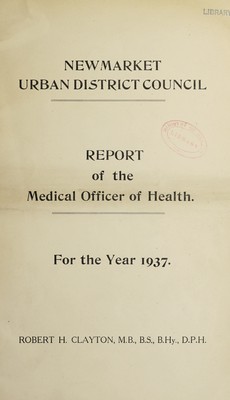 LIBRARY
NEWMARKET
URBAN DISTRICT COUNCIL
REPORT
of the
Medical Officer of Health.
For the Year 1937.
ROBERT H. CLAYTON, M.B., B.S., B.Hy., D.P.H.